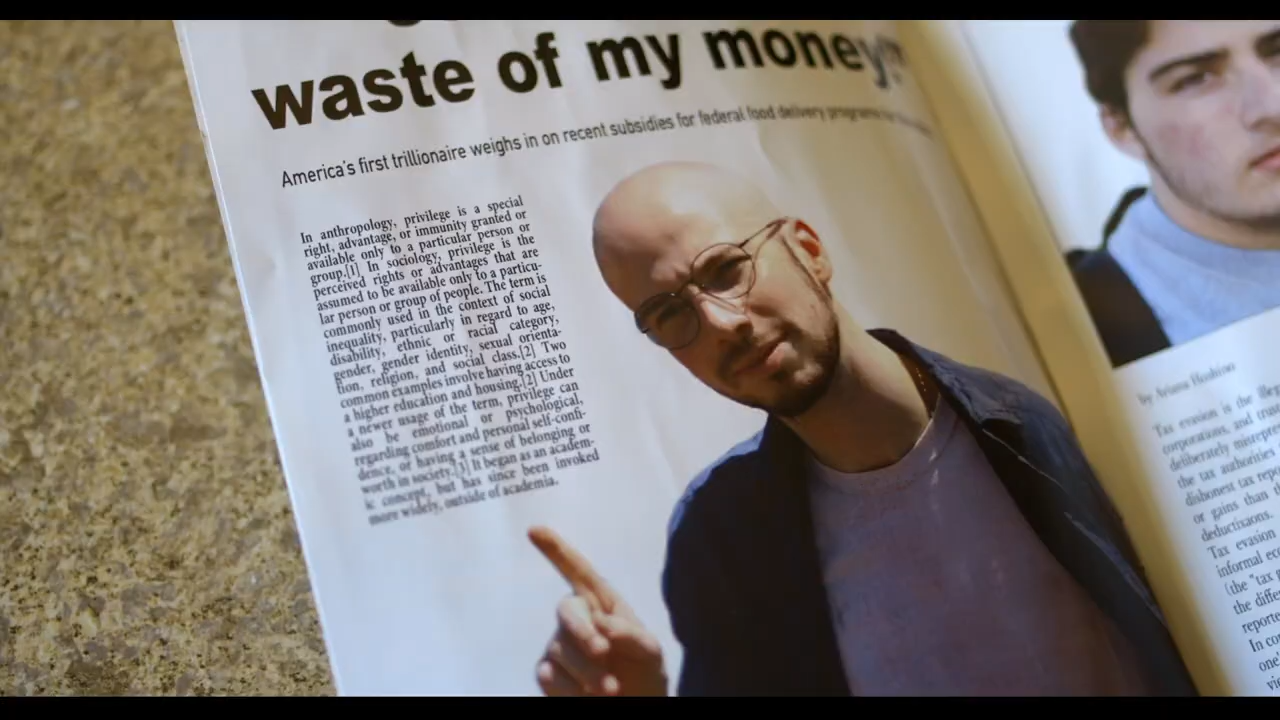 waste of my money!"
America's first trillionaire weighs in on recent subsidies for federal food delivery programs
In anthropology, privilege is a special
right, advantage, or immunity granted or
available only to a particular person or
group.[1] In sociology, privilege is the
perceived rights or advantages that are
assumed to be available only to a particu-
lar person or group of people. The term is
commonly used in the context of social
inequality, particularly in regard to age,
disability, ethnic or racial category,
gender, gender identity, sexual orienta-
tion, religion, and social class.[2] Two
common examples involve having access to
a higher education and housing.[2] Under
a newer usage of the term, privilege can
also be emotional or psychological,
regarding comfort and personal self-confi-
dence, or having a sense of belonging or
worth in society.[3] It began as an academ-
ic concept, but has since been invoked
more widely, outside of academia.
by Ariana
Tax evasion is the
corporations, and
deliberately
the tax authorities
dishonest tax
or gains than
Tax evasion
informal
(the "tax
the
In